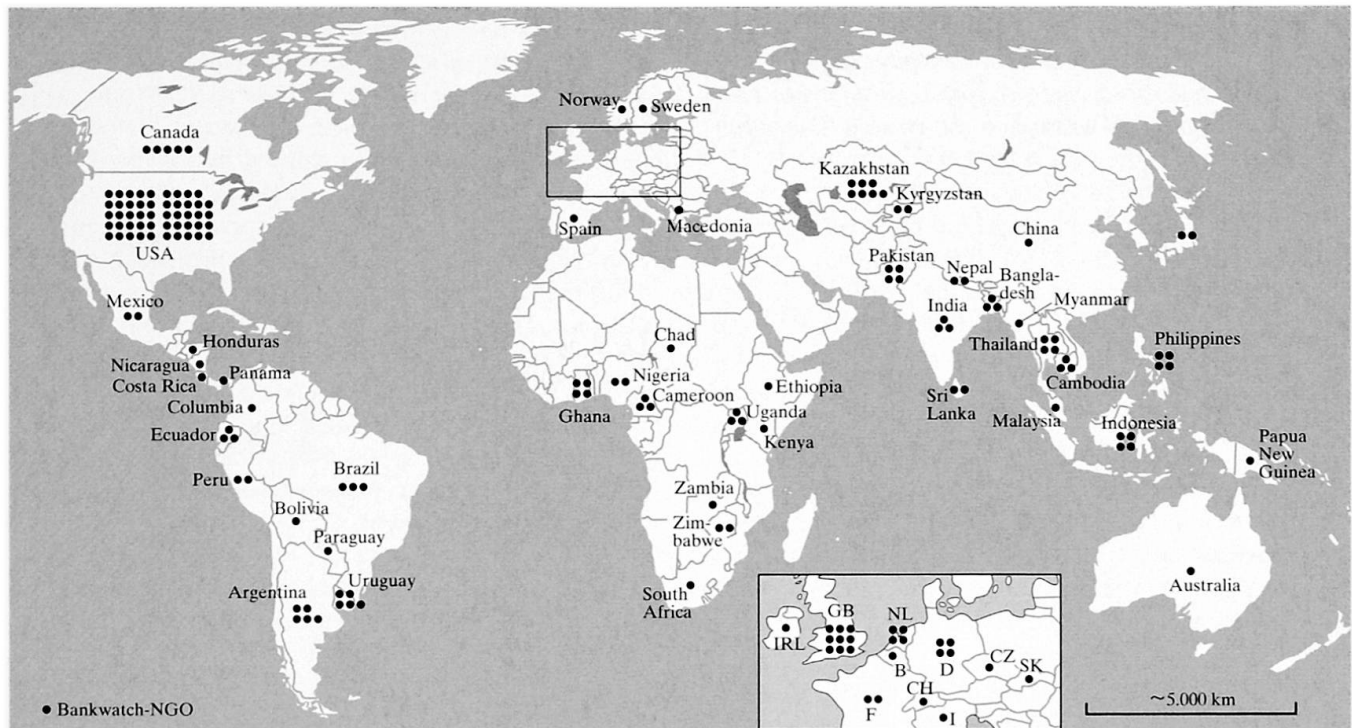 Norway
Sweden
Canada
Kazakhstan
Kyrgyzstan
USA
Spain
Macedonia
China
Pakistan
Nepal
Bangla-
desh
Mexico
India
Myanmar
Honduras
Chad
Thailand
Philippines
Nicaragua
Costa Rica
Panama
Nigeria
Ethiopia
Cambodia
Columbia
Ghana
Cameroon
Uganda
Sri
Lanka
Malaysia
Ecuador
Kenya
Indonesia
Papua
New
Guinea
Peru
Brazil
Zambia
Bolivia
Zim-
babwe
Paraguay
Argentina
Uruguay
South
Africa
Australia
GB
NL
IRL
B
D
CZ
SK
CH
F
I
~5.000 km
Bankwatch-NGO